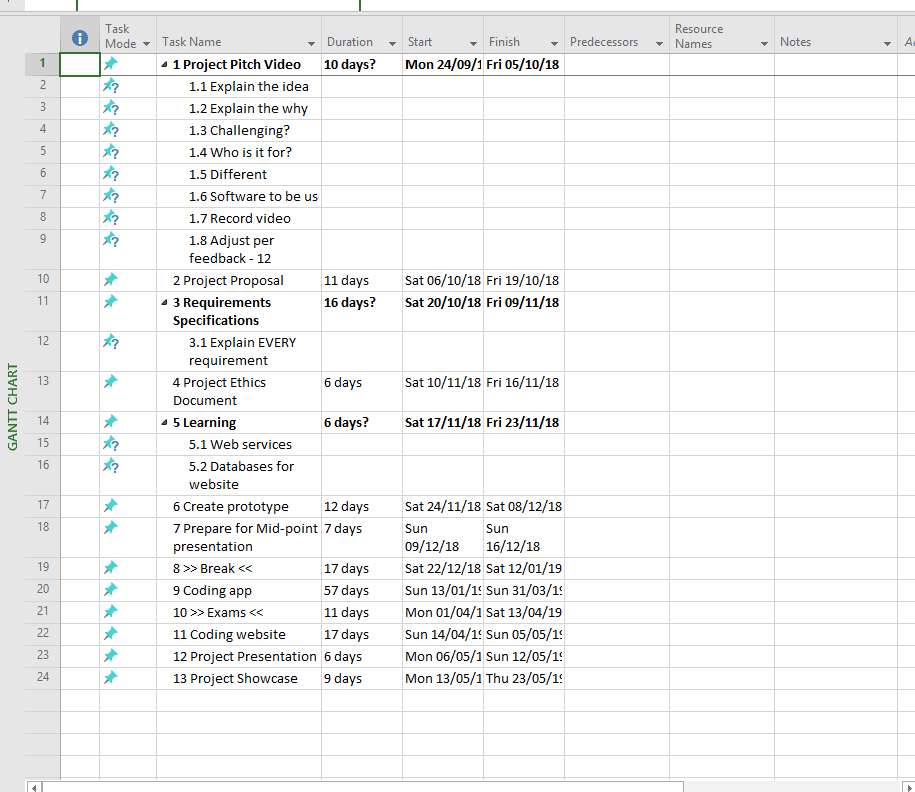 Task Mode Task Name Duration Start Finish Predecessors Resource Names Notes
1 1 Project Pitch Video 10 days? Mon 24/09/1 Fri 05/10/18
2 1.1 Explain the idea
3 1.2 Explain the why
4 1.3 Challenging?
5 1.4 Who is it for?
6 1.5 Different
7 1.6 Software to be us
8 1.7 Record video
9 1.8 Adjust per
feedback - 12
10 2 Project Proposal 11 days Sat 06/10/18 Fri 19/10/18
11 3 Requirements 16 days? Sat 20/10/18 Fri 09/11/18
Specifications
12 3.1 Explain EVERY
requirement
13 4 Project Ethics 6 days Sat 10/11/18 Fri 16/11/18
Document
14 5 Learning 6 days? Sat 17/11/18 Fri 23/11/18
15 5.1 Web services
16 5.2 Databases for
website
17 6 Create prototype 12 days Sat 24/11/18 Sat 08/12/18
18 7 Prepare for Mid-point 7 days Sun Sun
presentation 09/12/18 16/12/18
19 8 >> Break << 17 days Sat 22/12/18 Sat 12/01/19
20 9 Coding app 57 days Sun 13/01/19 Sun 31/03/19
21 10 >> Exams << 11 days Mon 01/04/1 Sat 13/04/19
22 11 Coding website 17 days Sun 14/04/19 Sun 05/05/19
23 12 Project Presentation 6 days Mon 06/05/1 Sun 12/05/19
24 13 Project Showcase 9 days Mon 13/05/1 Thu 23/05/19
GANTT CHART